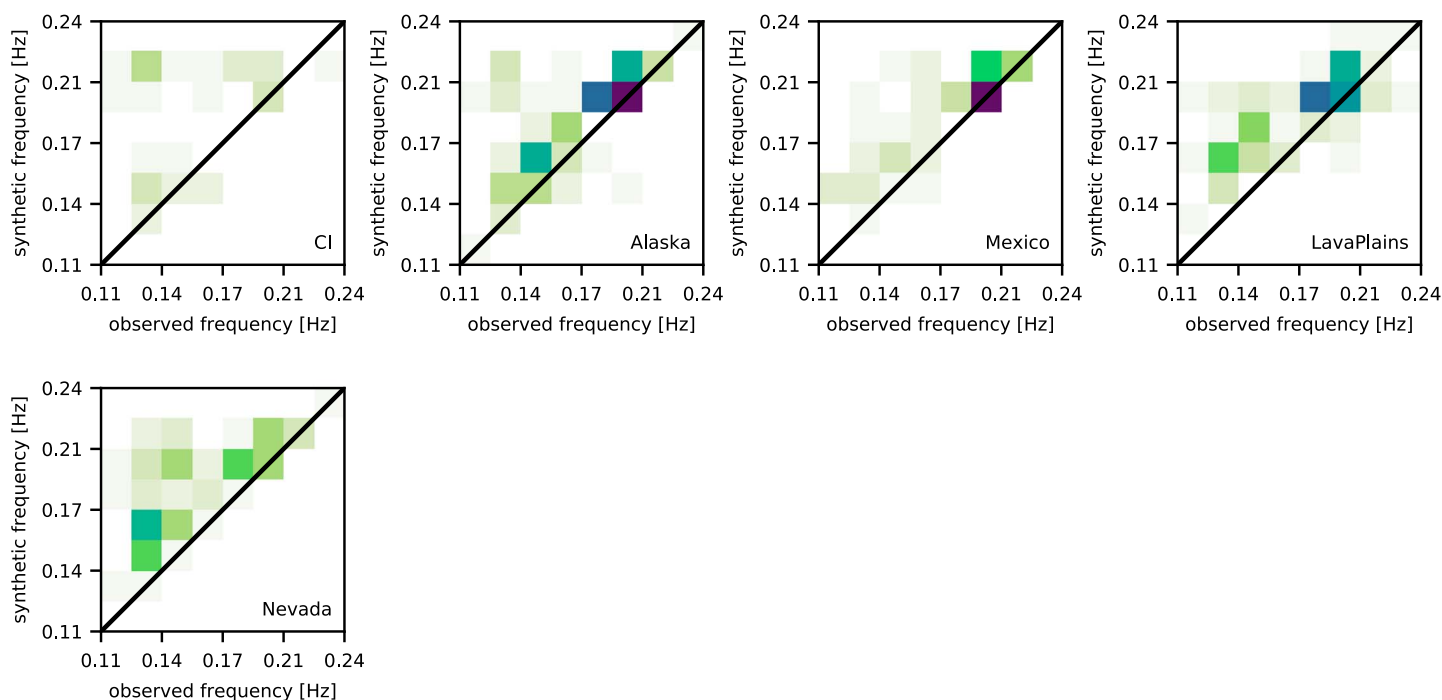 0.24
0.21
0.17
0.14
0.11
synthetic frequency [Hz]
CI
0.11 0.14 0.17 0.21 0.24
observed frequency [Hz]
0.24
0.21
0.17
0.14
0.11
synthetic frequency [Hz]
Alaska
0.11 0.14 0.17 0.21 0.24
observed frequency [Hz]
0.24
0.21
0.17
0.14
0.11
synthetic frequency [Hz]
Mexico
0.11 0.14 0.17 0.21 0.24
observed frequency [Hz]
0.24
0.21
0.17
0.14
0.11
synthetic frequency [Hz]
LavaPlains
0.11 0.14 0.17 0.21 0.24
observed frequency [Hz]
0.24
0.21
0.17
0.14
0.11
synthetic frequency [Hz]
Nevada
0.11 0.14 0.17 0.21 0.24
observed frequency [Hz]